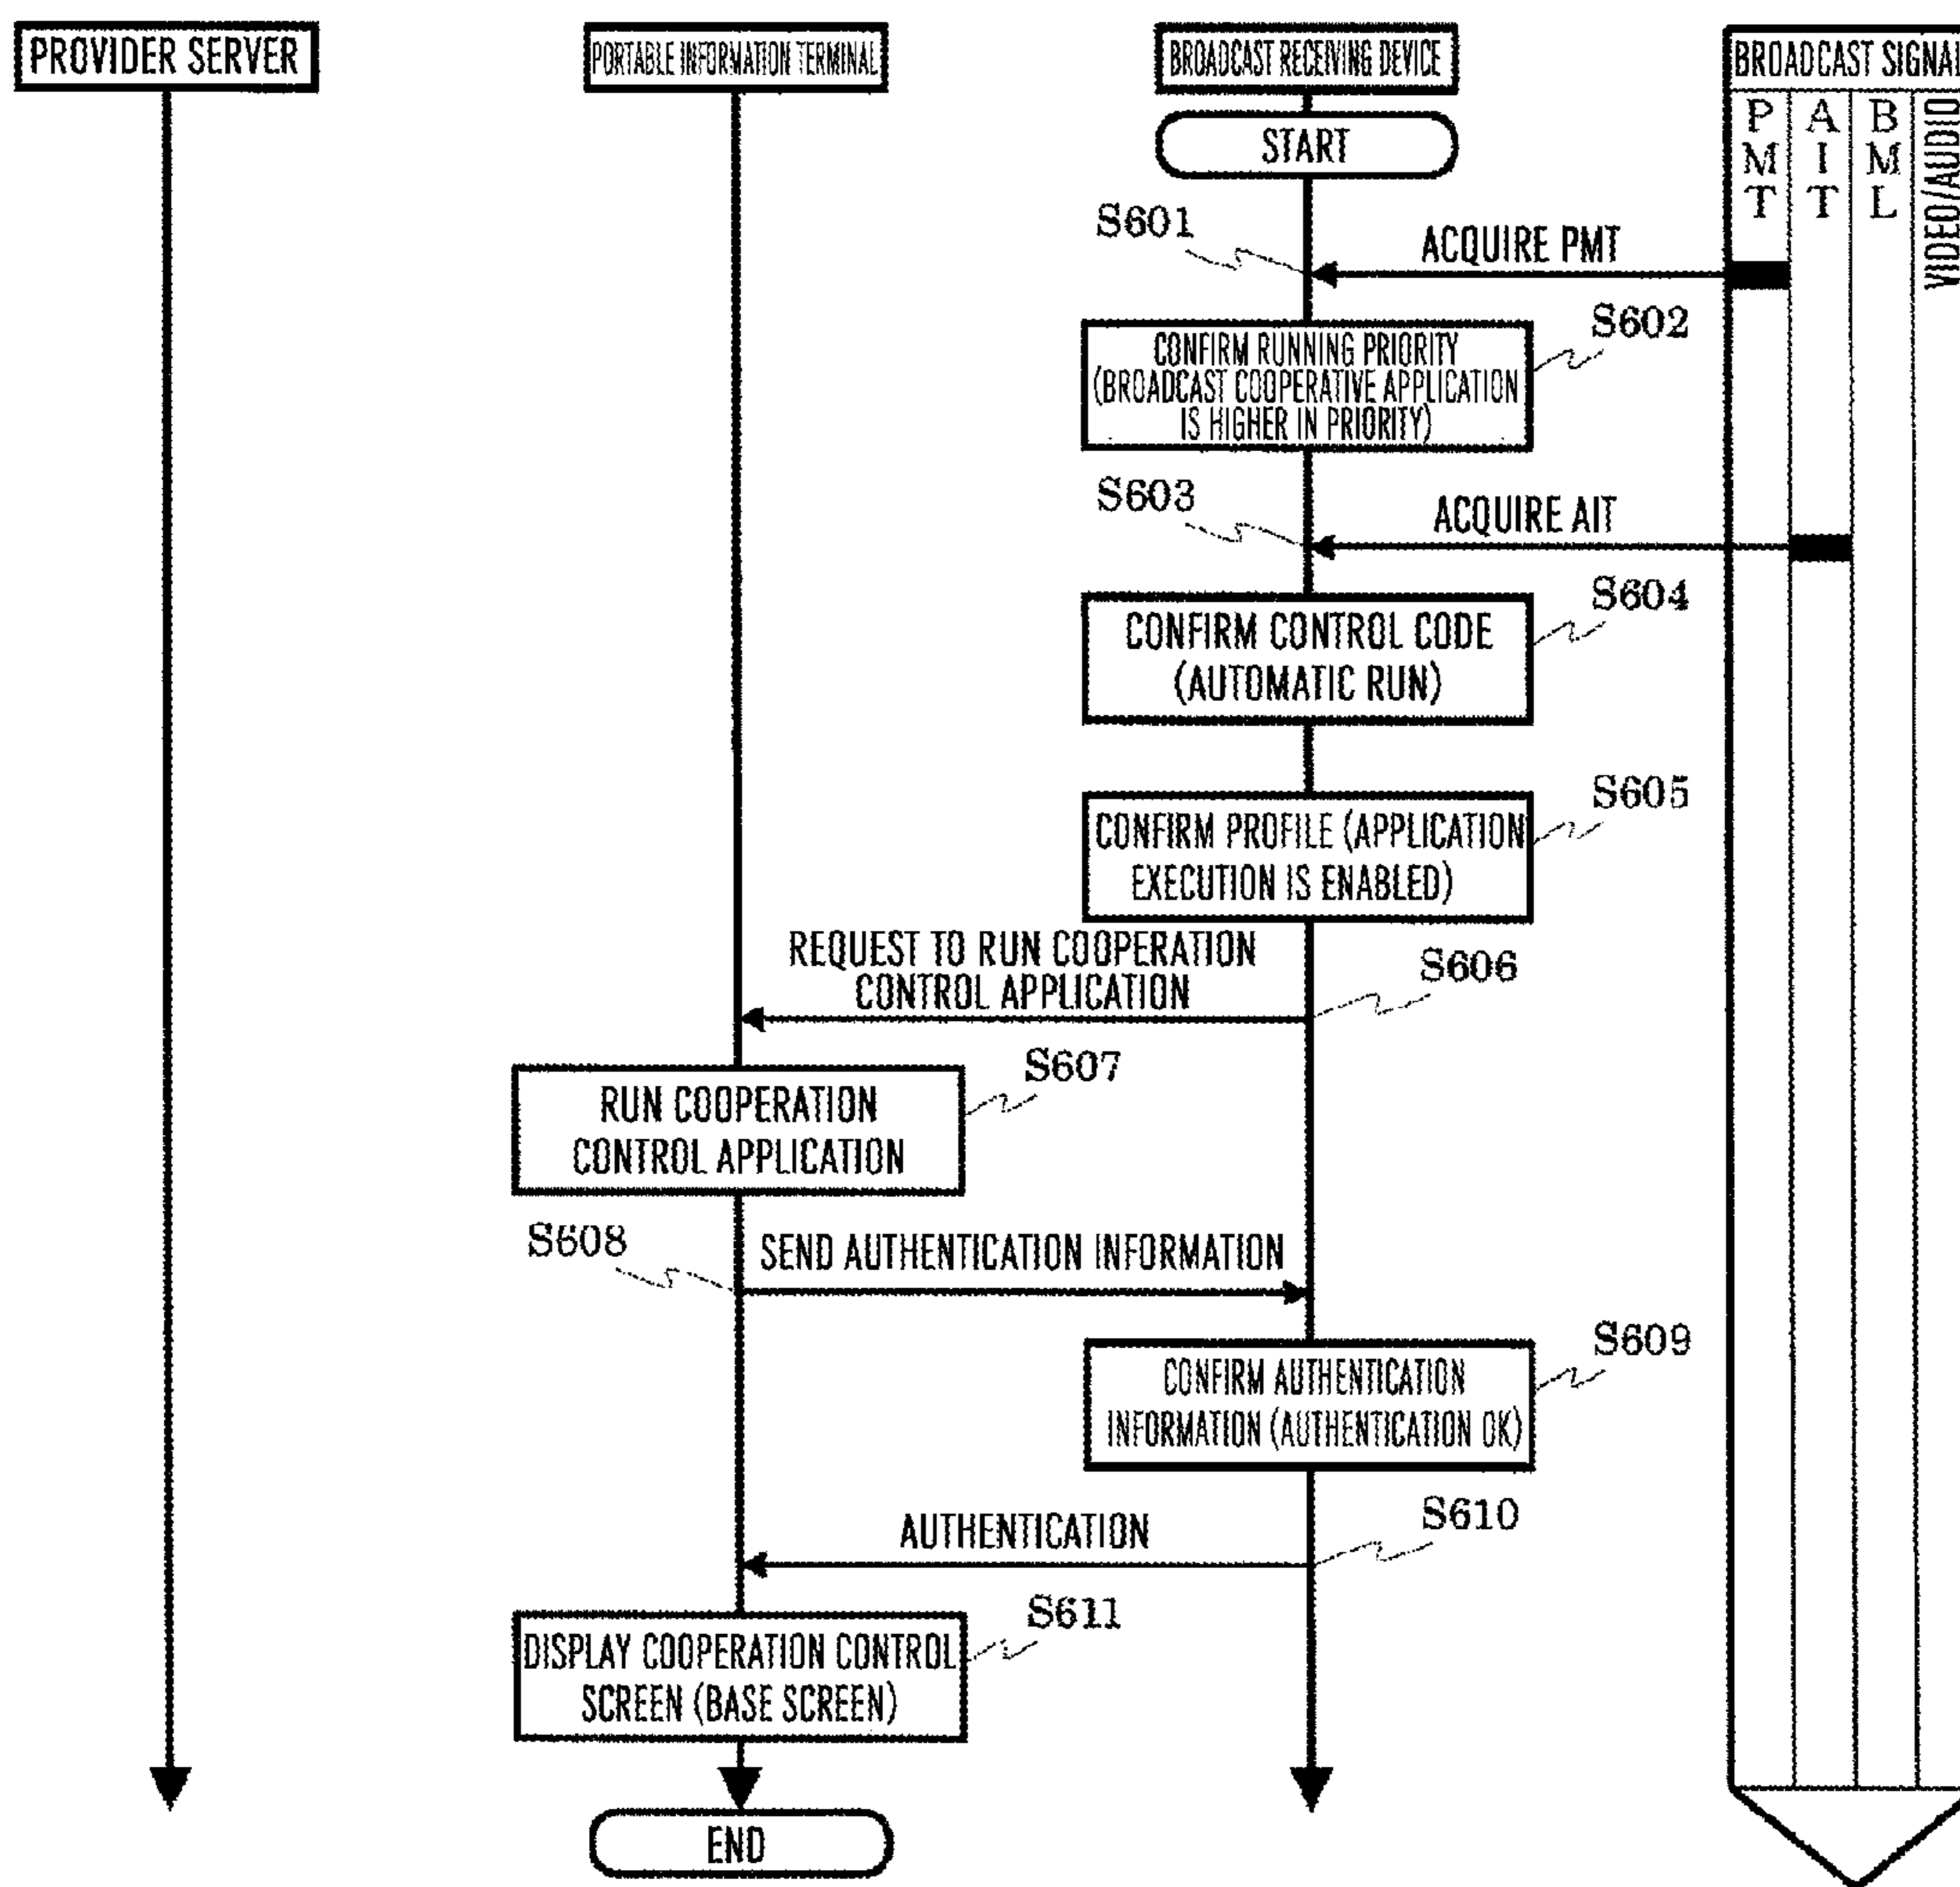 PROVIDER SERVER
PORTABLE INFORMATION TERMINAL
BROADCAST RECEIVING DEVICE
BROADCAST SIGNAL
PMT
AIT
BML
VIDEO/AUDIO
START
S601
ACQUIRE PMT
S602
CONFIRM RUNNING PRIORITY
(BROADCAST COOPERATIVE APPLICATION
IS HIGHER IN PRIORITY)
S603
ACQUIRE AIT
S604
CONFIRM CONTROL CODE
(AUTOMATIC RUN)
S605
CONFIRM PROFILE (APPLICATION
EXECUTION IS ENABLED)
REQUEST TO RUN COOPERATION
CONTROL APPLICATION
S606
S607
RUN COOPERATION
CONTROL APPLICATION
S608
SEND AUTHENTICATION INFORMATION
S609
CONFIRM AUTHENTICATION
INFORMATION (AUTHENTICATION OK)
AUTHENTICATION
S610
S611
DISPLAY COOPERATION CONTROL
SCREEN (BASE SCREEN)
END